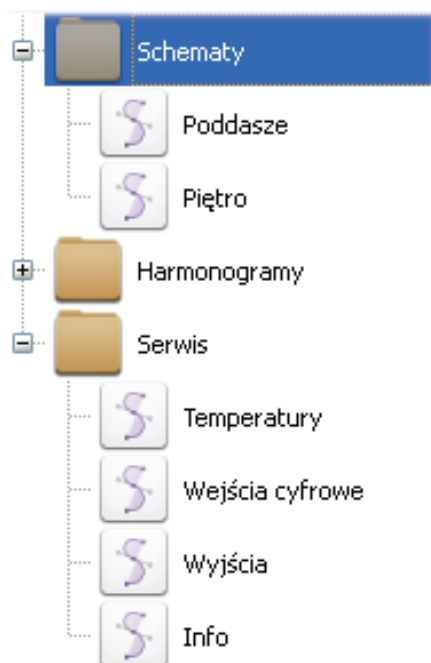 Schematy
Poddasze
Piętro
Harmonogramy
Serwis
Temperatury
Wejścia cyfrowe
Wyjścia
Info